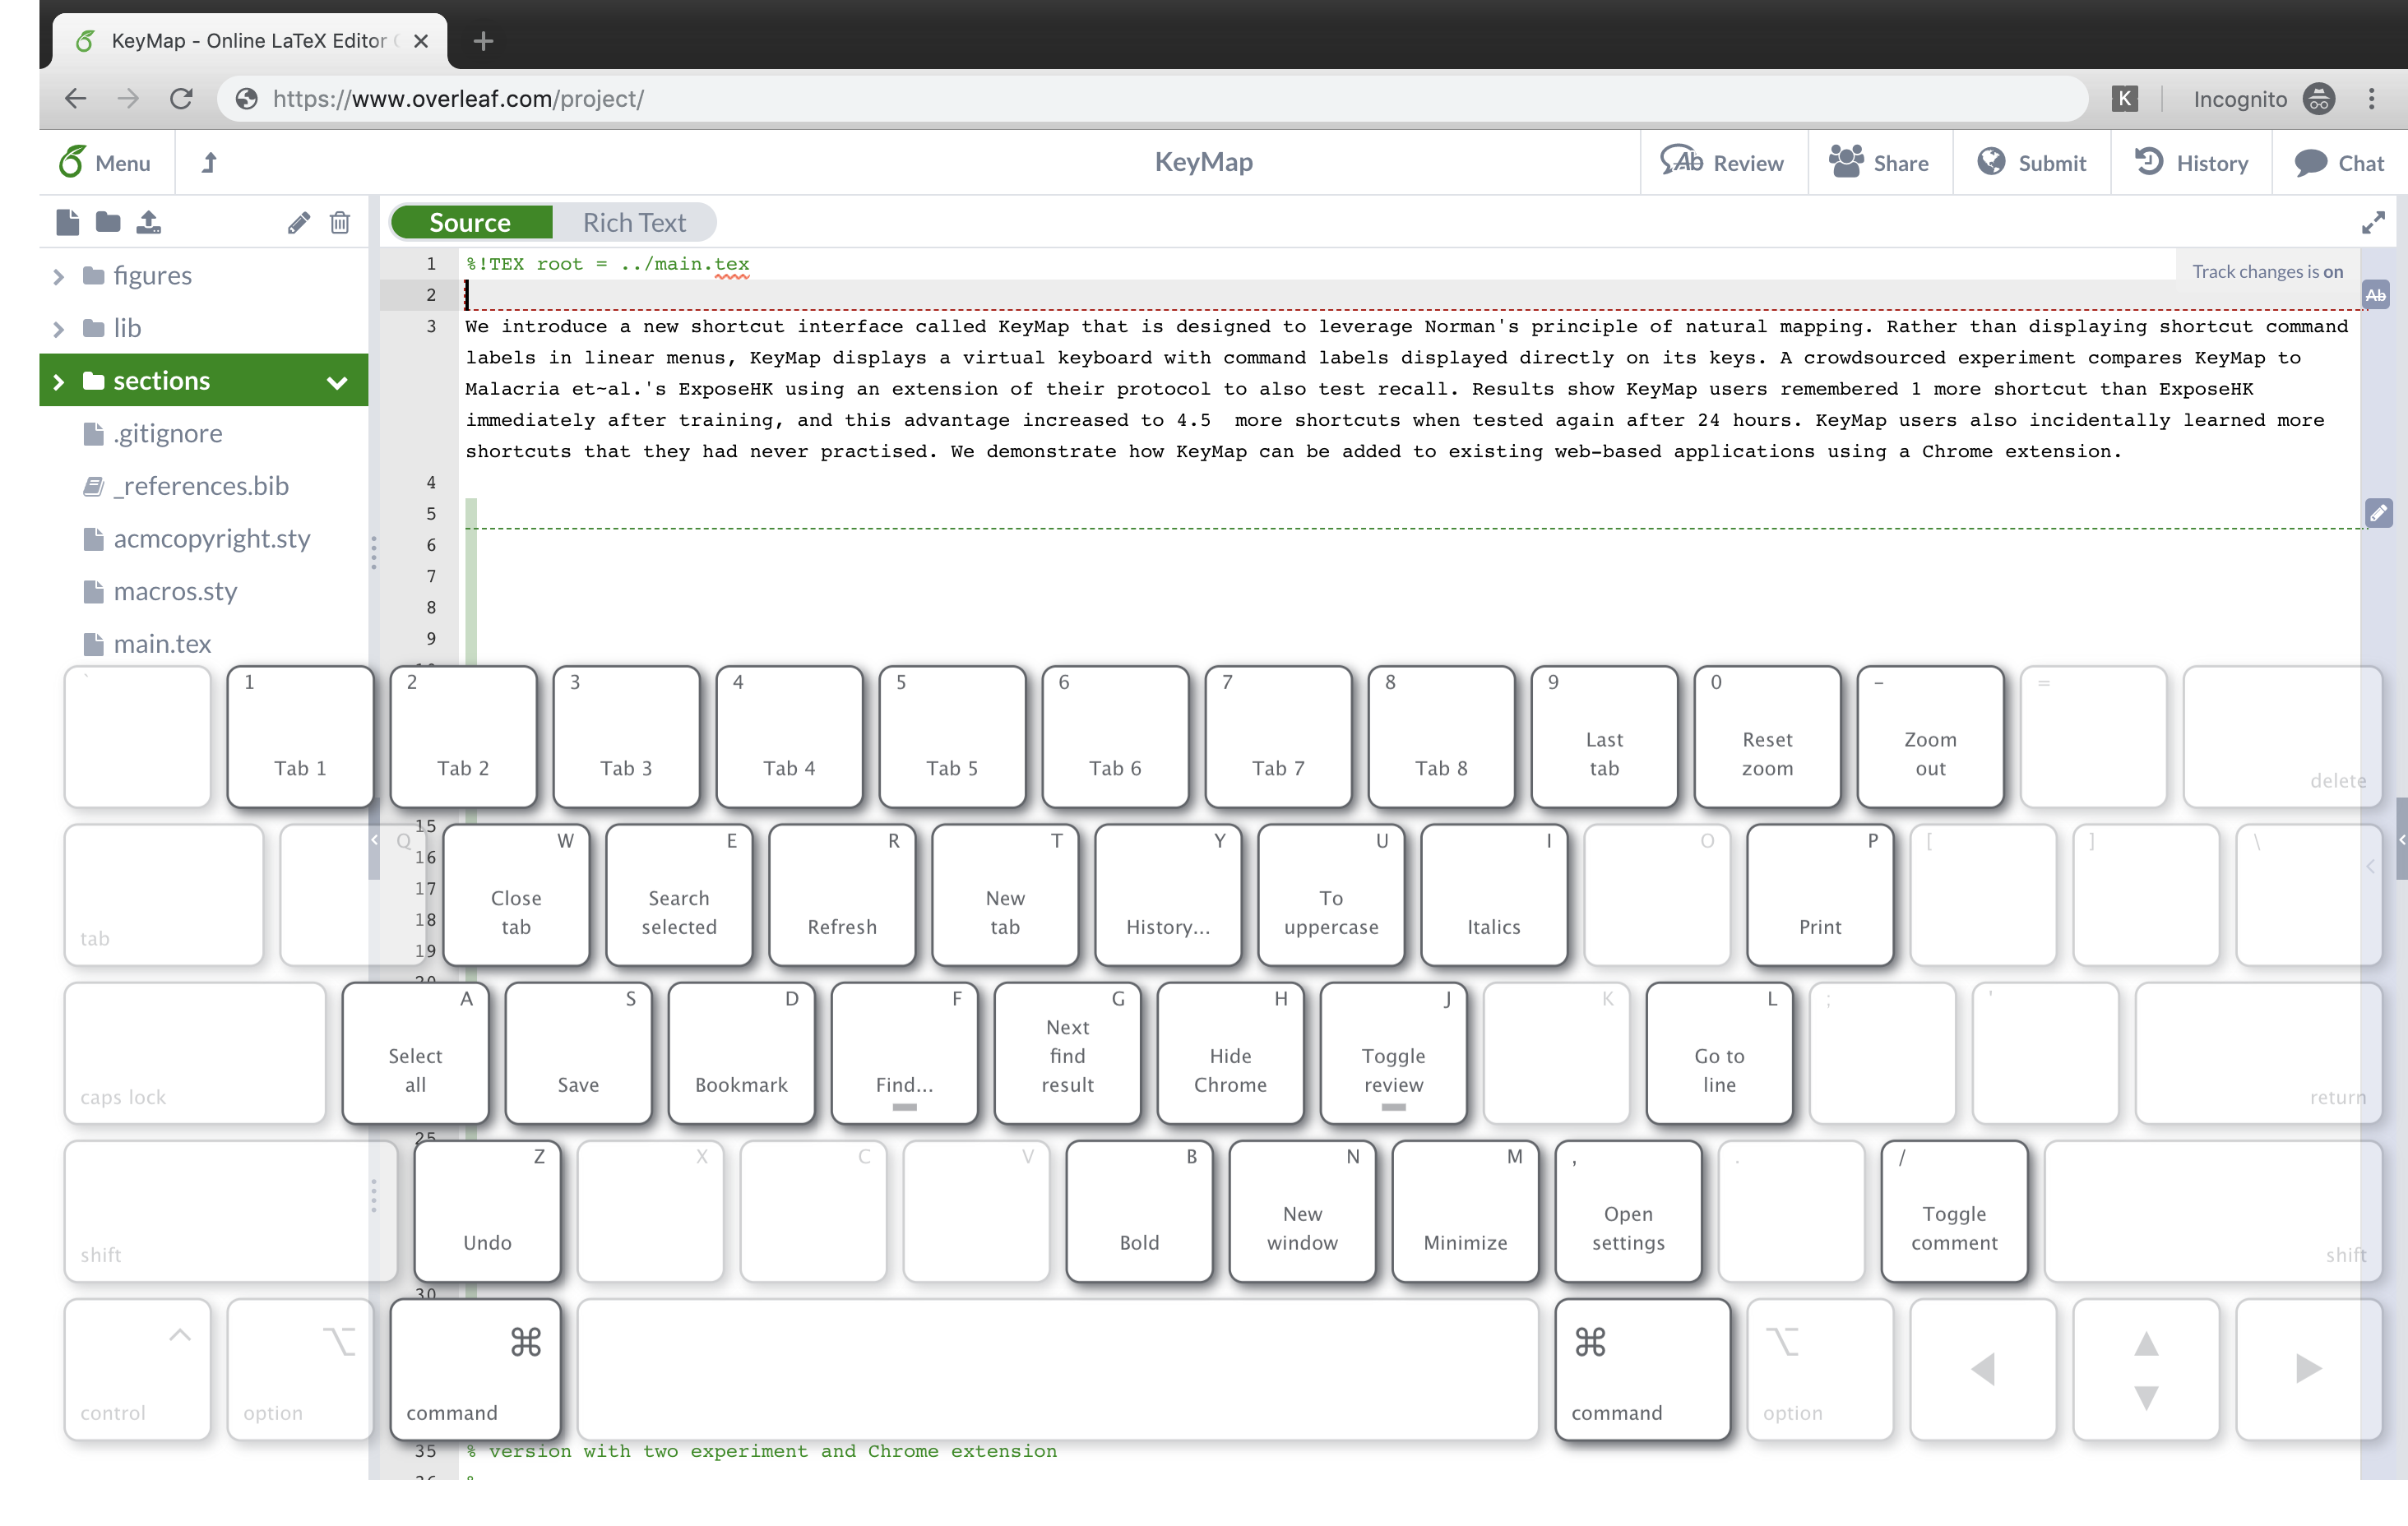 KeyMap - Online LaTeX Editor
https://www.overleaf.com/project/
K
Incognito
Menu
KeyMap
Ab Review
Share
Submit
History
Chat
Source
Rich Text
Track changes is on
Ab
figures
lib
sections
.gitignore
_references.bib
acmcopyright.sty
macros.sty
main.tex
1 %!TEX root = ../main.tex
2
3 We introduce a new shortcut interface called KeyMap that is designed to leverage Norman's principle of natural mapping. Rather than displaying shortcut command
labels in linear menus, KeyMap displays a virtual keyboard with command labels displayed directly on its keys. A crowdsourced experiment compares KeyMap to
Malacria et~al.'s ExposeHK using an extension of their protocol to also test recall. Results show KeyMap users remembered 1 more shortcut than ExposeHK
immediately after training, and this advantage increased to 4.5  more shortcuts when tested again after 24 hours. KeyMap users also incidentally learned more
shortcuts that they had never practised. We demonstrate how KeyMap can be added to existing web-based applications using a Chrome extension.
4
5
6
7
8
9
`
1
Tab 1
2
Tab 2
3
Tab 3
4
Tab 4
5
Tab 5
6
Tab 6
7
Tab 7
8
Tab 8
9
Last
tab
0
Reset
zoom
-
Zoom
out
=
delete
15
16
17
18
19
tab
Q
W
Close
tab
E
Search
selected
R
Refresh
T
New
tab
Y
History...
U
To
uppercase
I
Italics
O
P
Print
[
]
\
20
caps lock
A
Select
all
S
Save
D
Bookmark
F
Find...
G
Next
find
result
H
Hide
Chrome
J
Toggle
review
K
L
Go to
line
;
'
return
25
shift
Z
Undo
X
C
V
B
Bold
N
New
window
M
Minimize
,
Open
settings
.
/
Toggle
comment
shift
30
control
⌥
option
⌘
command
⌘
command
⌥
option
35 % version with two experiment and Chrome extension
36 %